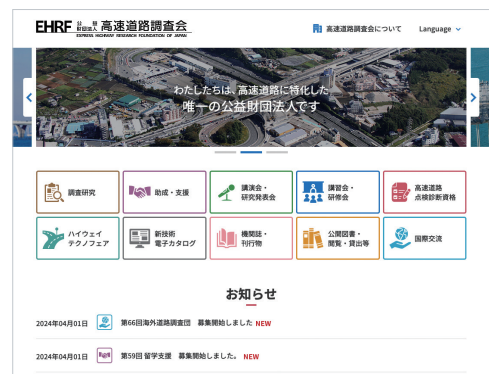 EHRF 公益財団法人 高速道路調査会
EXPRESS HIGHWAY RESEARCH FOUNDATION OF JAPAN
高速道路調査会について Language
わたしたちは、高速道路に特化した
唯一の公益財団法人です
調査研究
助成・支援
講演会・
研究発表会
講習会・
研修会
高速道路
点検診断資格
ハイウェイ
テクノフェア
新技術
電子カタログ
機関誌・
刊行物
公開図書・
閲覧・貸出等
国際交流
お知らせ
2024年04月01日 第66回海外道路調査団 募集開始しました NEW
2024年04月01日 第59回 留学支援 募集開始しました。 NEW